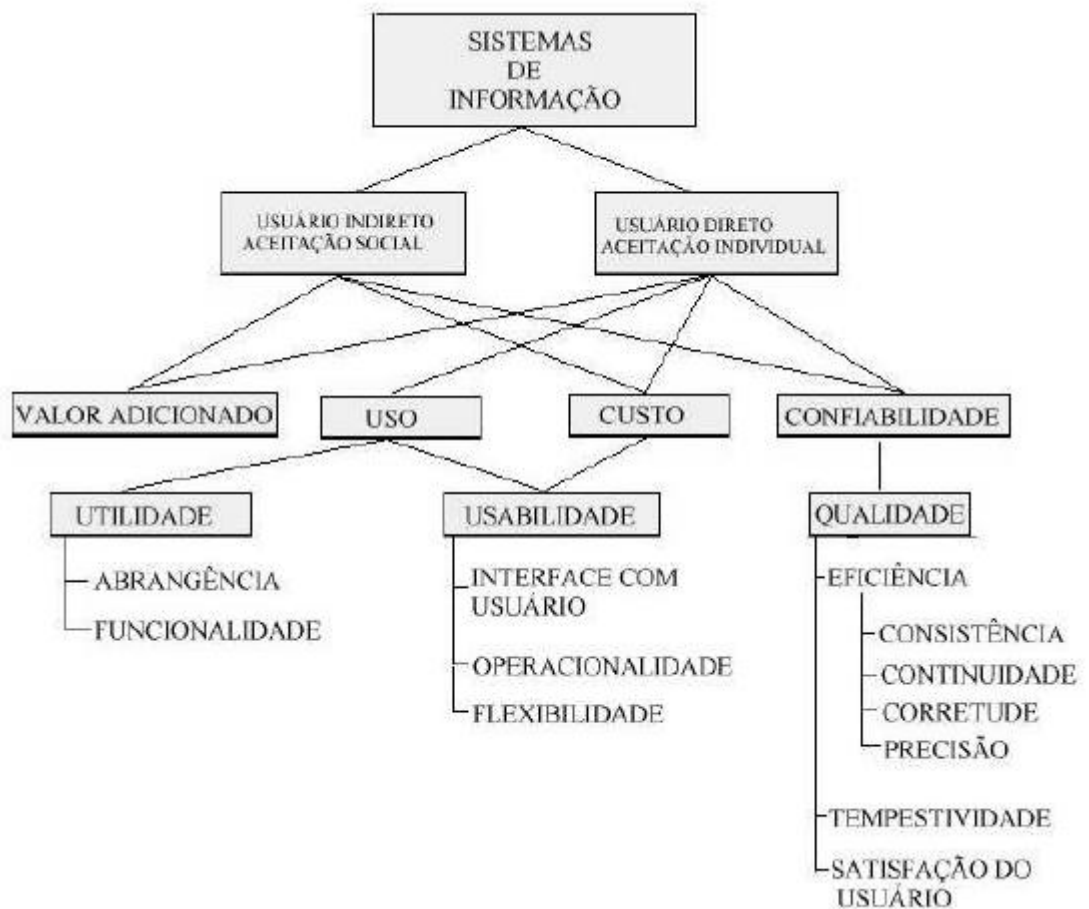 SISTEMAS
DE
INFORMAÇÃO
USUÁRIO INDIRETO
ACEITAÇÃO SOCIAL
USUÁRIO DIRETO
ACEITAÇÃO INDIVIDUAL
VALOR ADICIONADO
USO
CUSTO
CONFIABILIDADE
UTILIDADE
ABRANGÊNCIA
FUNCIONALIDADE
USABILIDADE
INTERFACE COM
USUÁRIO
OPERACIONALIDADE
FLEXIBILIDADE
QUALIDADE
EFICIÊNCIA
CONSISTÊNCIA
CONTINUIDADE
CORRETUDE
PRECISÃO
TEMPESTIVIDADE
SATISFAÇÃO DO
USUÁRIO